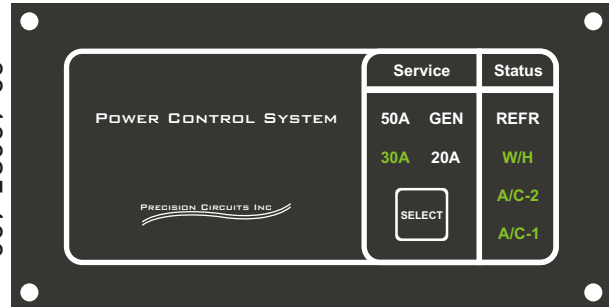 Service Status
POWER CONTROL SYSTEM
50A GEN REFR
30A 20A W/H
A/C-2
PRECISION CIRCUITS INC
SELECT
A/C-1